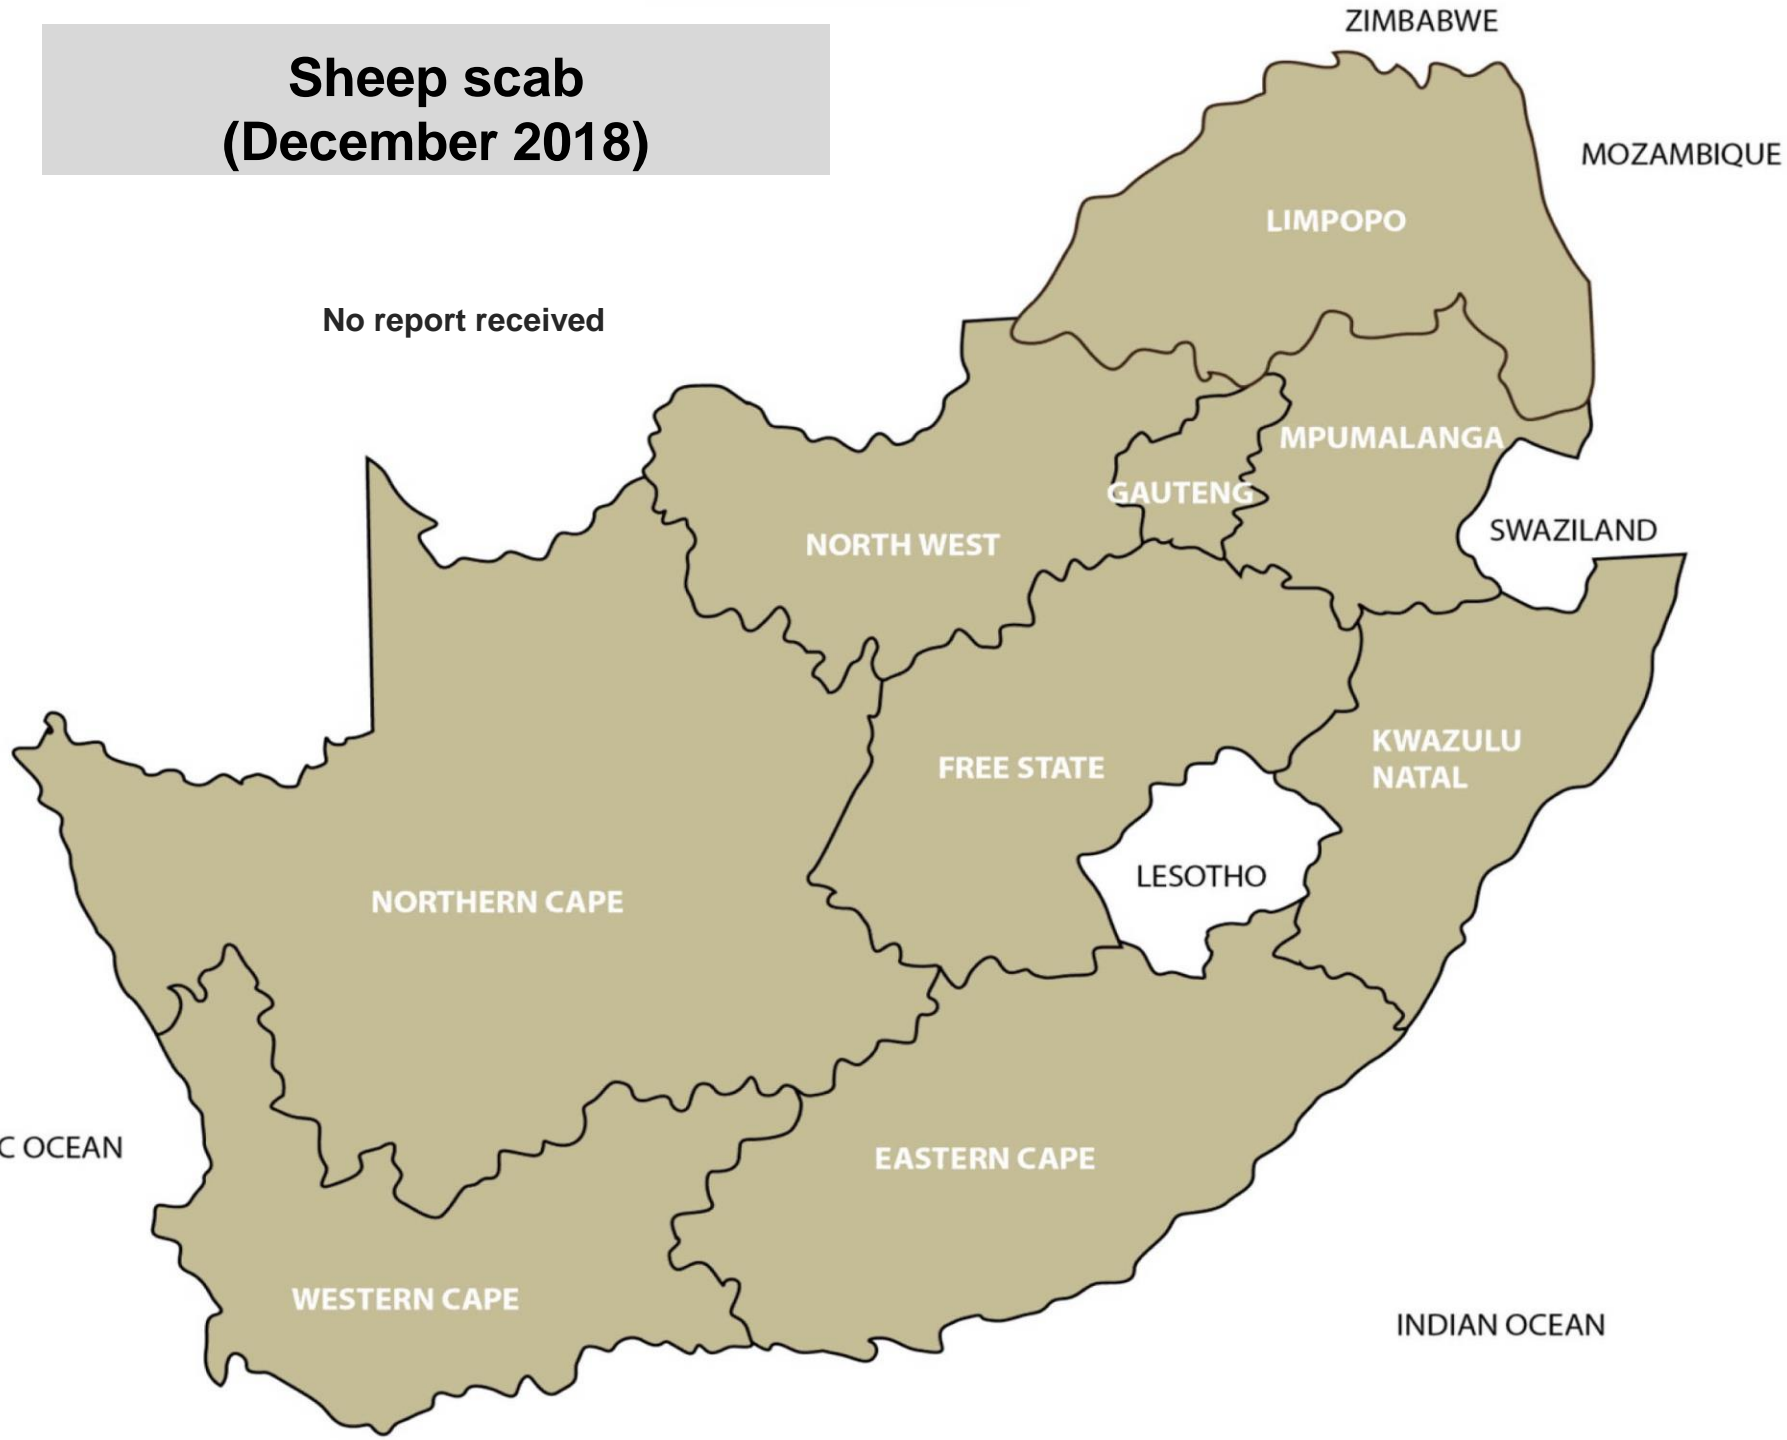 Sheep scab
(December 2018)
ZIMBABWE
MOZAMBIQUE
LIMPOPO
No report received
MPUMALANGA
GAUTENG
SWAZILAND
NORTH WEST
KWAZULU
NATAL
FREE STATE
LESOTHO
NORTHERN CAPE
C OCEAN
EASTERN CAPE
WESTERN CAPE
INDIAN OCEAN